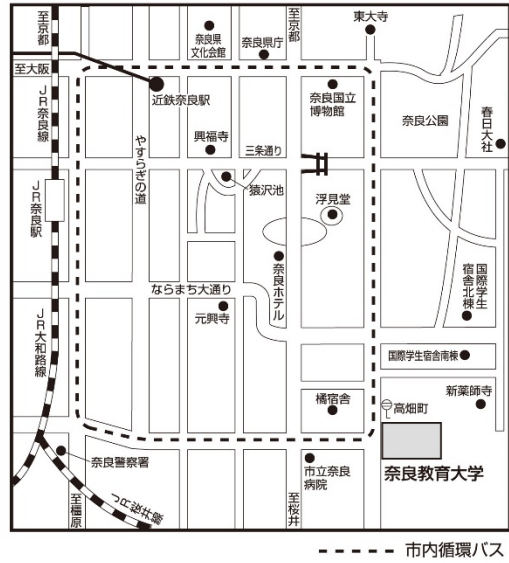 至京都
至京都
東大寺
奈良県
文化会館
奈良県庁
至大阪
近鉄奈良駅
奈良国立
博物館
奈良公園
春日大社
JR奈良線
やすらぎの道
興福寺
三条通り
猿沢池
浮見堂
JR奈良駅
奈良ホテル
国際学生
宿舎北棟
ならまち大通り
元興寺
JR大和路線
国際学生宿舎南棟
橘宿舎
高畑町
新薬師寺
奈良警察署
市立奈良
病院
奈良教育大学
至橿原
JR桜井線
至桜井
市内循環バス